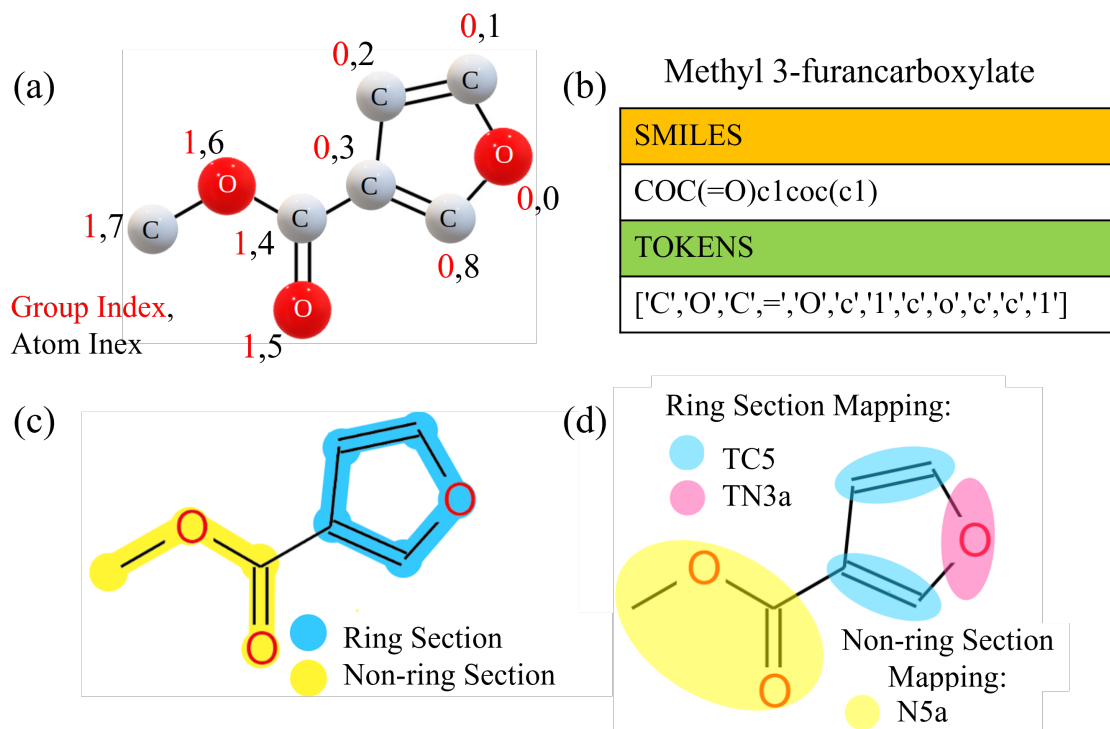 (a)
0,1
0,2
C
C
1,6
0,3
O
O
C
0,0
1,7
C
C
C
1,4
0,8
Group Index,
O
Atom Inex
1,5
(b)
Methyl 3-furancarboxylate
SMILES
COC(=O)c1coc(c1)
TOKENS
['C','O','C',=','O','c','1','c','o','c','c','1']
(c)
O
O
O
Ring Section
Non-ring Section
(d)
Ring Section Mapping:
TC5
TN3a
O
O
O
Non-ring Section
Mapping:
N5a